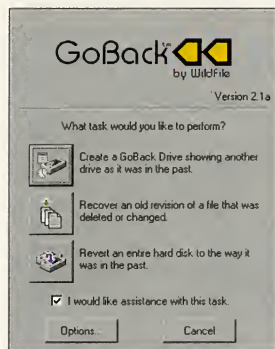 GoBack™
by Wildfile
Version 2.1a
What task would you like to perform?
Create a GoBack Drive showing another
drive as it was in the past.
Recover an old revision of a file that was
deleted or changed.
Revert an entire hard disk to the way it
was in the past.
I would like assistance with this task.
Options...
Cancel